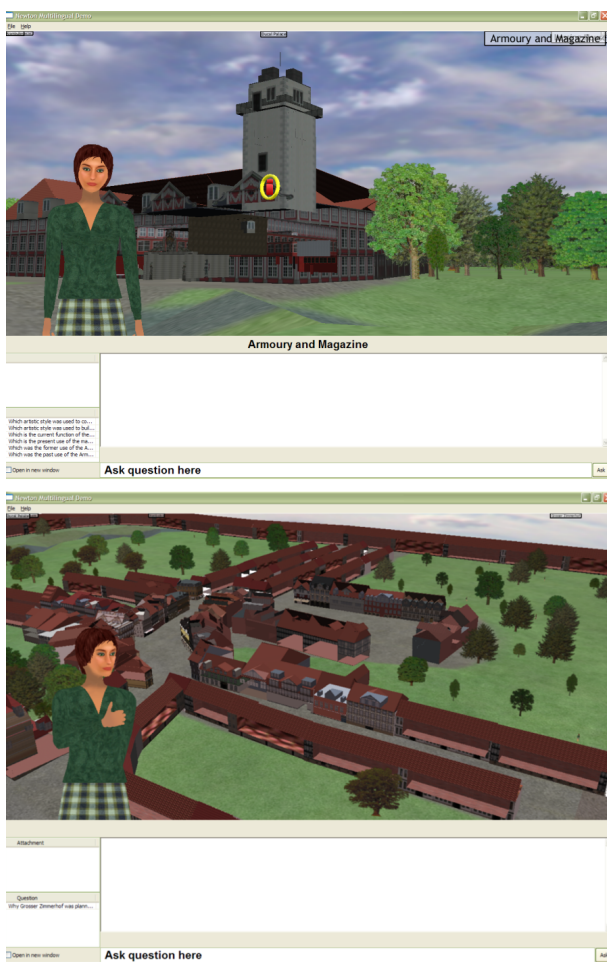 Newton Multilingual Demo
File Help
Armoury and Magazine
Armoury and Magazine
Which artistic style was used to co...
Which artistic style was used to buil...
Which is the current function of the...
Which is the present use of the ma...
Which was the former use of the A...
Which was the past use of the Arm...
Open in new window
Ask question here
Ask
Newton Multilingual Demo
File Help
Attachment
Question
Why Grosser Zimmerhof was plann...
Open in new window
Ask question here
Ask